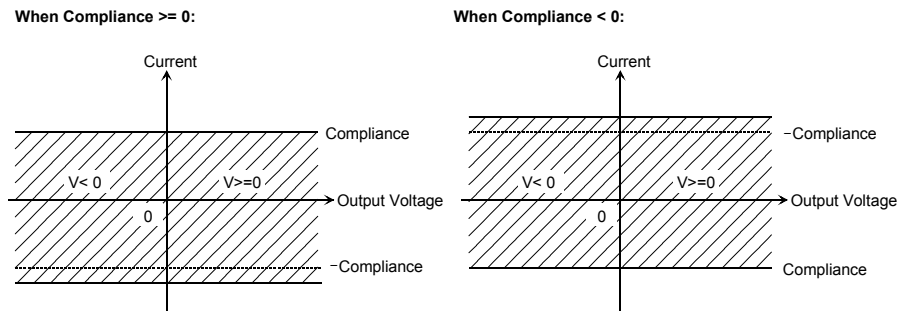 When Compliance >= 0:
Current
Compliance
V< 0
V>=0
Output Voltage
0
−Compliance
When Compliance < 0:
Current
−Compliance
V< 0
V>=0
Output Voltage
0
Compliance